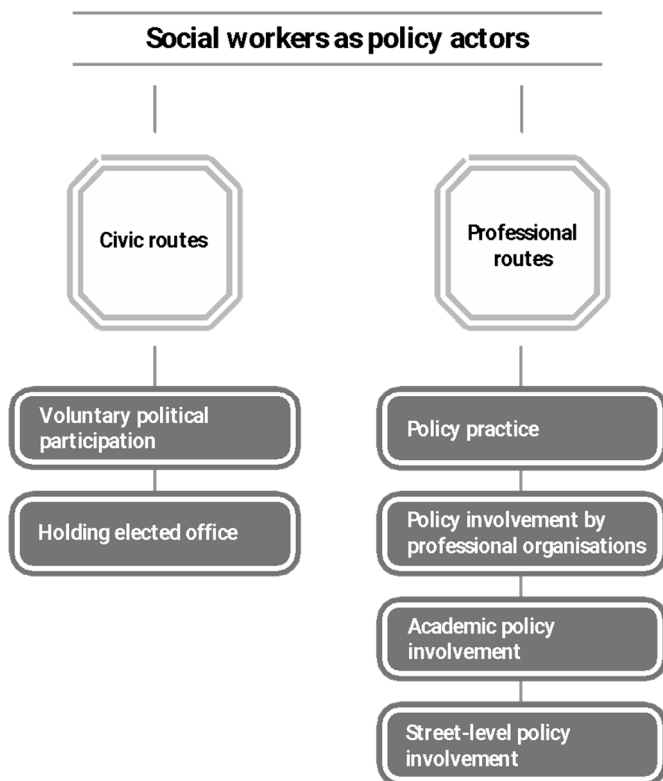 Social workers as policy actors
Civic routes
Professional
routes
Voluntary political
participation
Holding elected office
Policy practice
Policy involvement by
professional organisations
Academic policy
involvement
Street-level policy
involvement